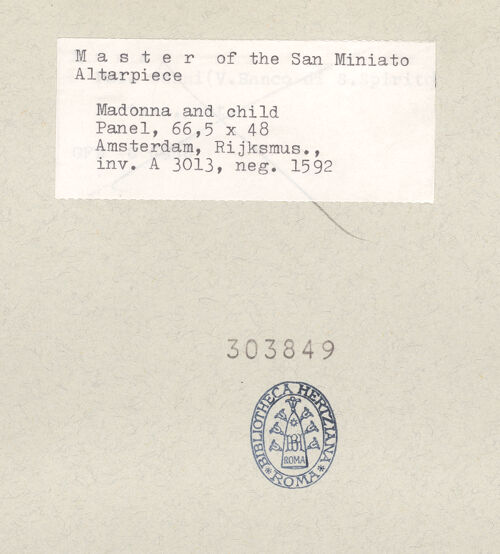 M a s t e r of the San Miniato
Altarpiece
Madonna and child
Panel, 66,5 x 48
Amsterdam, Rijksmus.,
inv. A 3013, neg. 1592
303849
BIBLIOTHECA HERTZIANA
BH
ROMA
* ROMA *